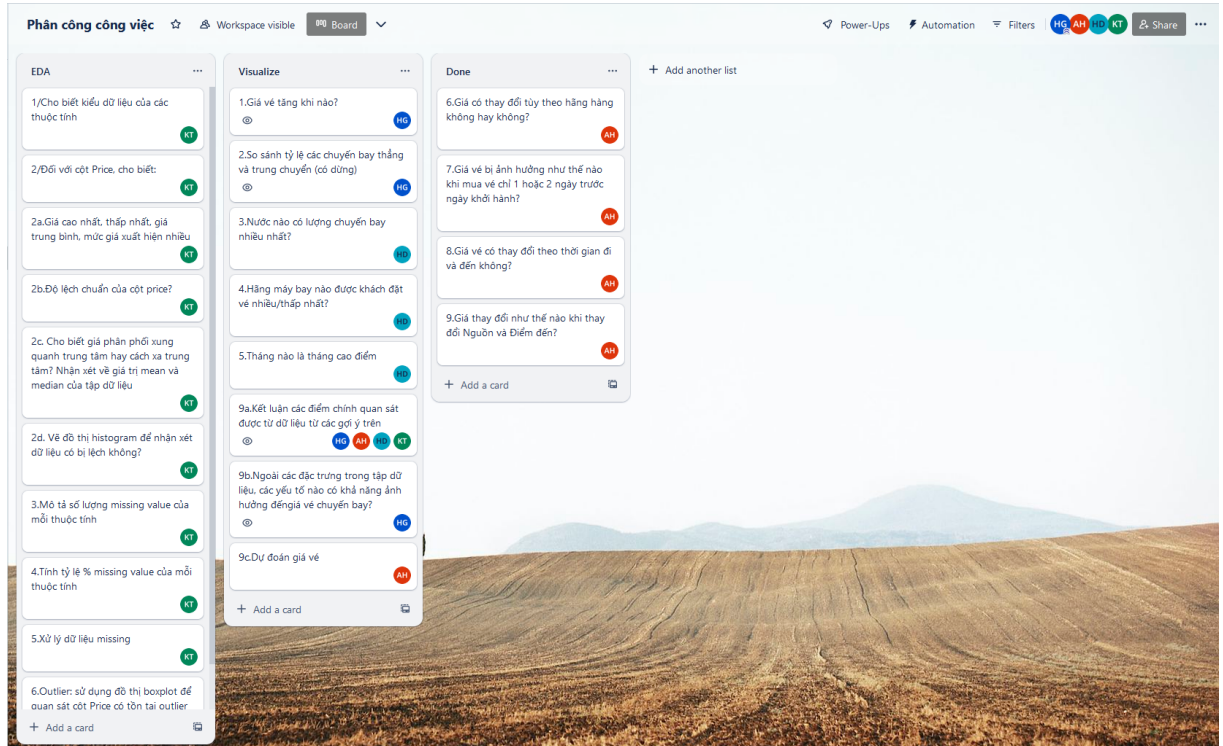 Phân công công việc
Workspace visible
Board
Power-Ups
Automation
Filters
HG AH HD KT
Share
EDA
1/Cho biết kiểu dữ liệu của các
thuộc tính
KT
2/Đối với cột Price, cho biết:
KT
2a.Giá cao nhất, thấp nhất, giá
trung bình, mức giá xuất hiện nhiều
KT
2b.Độ lệch chuẩn của cột price?
KT
2c. Cho biết giá phân phối xung
quanh trung tâm hay cách xa trung
tâm? Nhận xét về giá trị mean và
median của tập dữ liệu
KT
2d. Vẽ đồ thị histogram để nhận xét
dữ liệu có bị lệch không?
KT
3.Mô tả số lượng missing value của
mỗi thuộc tính
KT
4.Tính tỷ lệ % missing value của mỗi
thuộc tính
KT
5.Xử lý dữ liệu missing
KT
6.Outlier: sử dụng đồ thị boxplot để
quan sát cột Price có tồn tại outlier
+ Add a card
Visualize
1.Giá vé tăng khi nào?
HG
2.So sánh tỷ lệ các chuyến bay thẳng
và trung chuyển (có dừng)
HG
3.Nước nào có lượng chuyến bay
nhiều nhất?
HD
4.Hãng máy bay nào được khách đặt
vé nhiều/thấp nhất?
HD
5.Tháng nào là tháng cao điểm
HD
9a.Kết luận các điểm chính quan sát
được từ dữ liệu từ các gợi ý trên
HG AH HD KT
9b.Ngoài các đặc trưng trong tập dữ
liệu, các yếu tố nào có khả năng ảnh
hưởng đếngiá vé chuyến bay?
HG
9c.Dự đoán giá vé
AH
+ Add a card
Done
6.Giá có thay đổi tùy theo hãng hàng
không hay không?
AH
7.Giá vé bị ảnh hưởng như thế nào
khi mua vé chỉ 1 hoặc 2 ngày trước
ngày khởi hành?
AH
8.Giá vé có thay đổi theo thời gian đi
và đến không?
AH
9.Giá thay đổi như thế nào khi thay
đổi Nguồn và Điểm đến?
AH
+ Add a card
+ Add another list